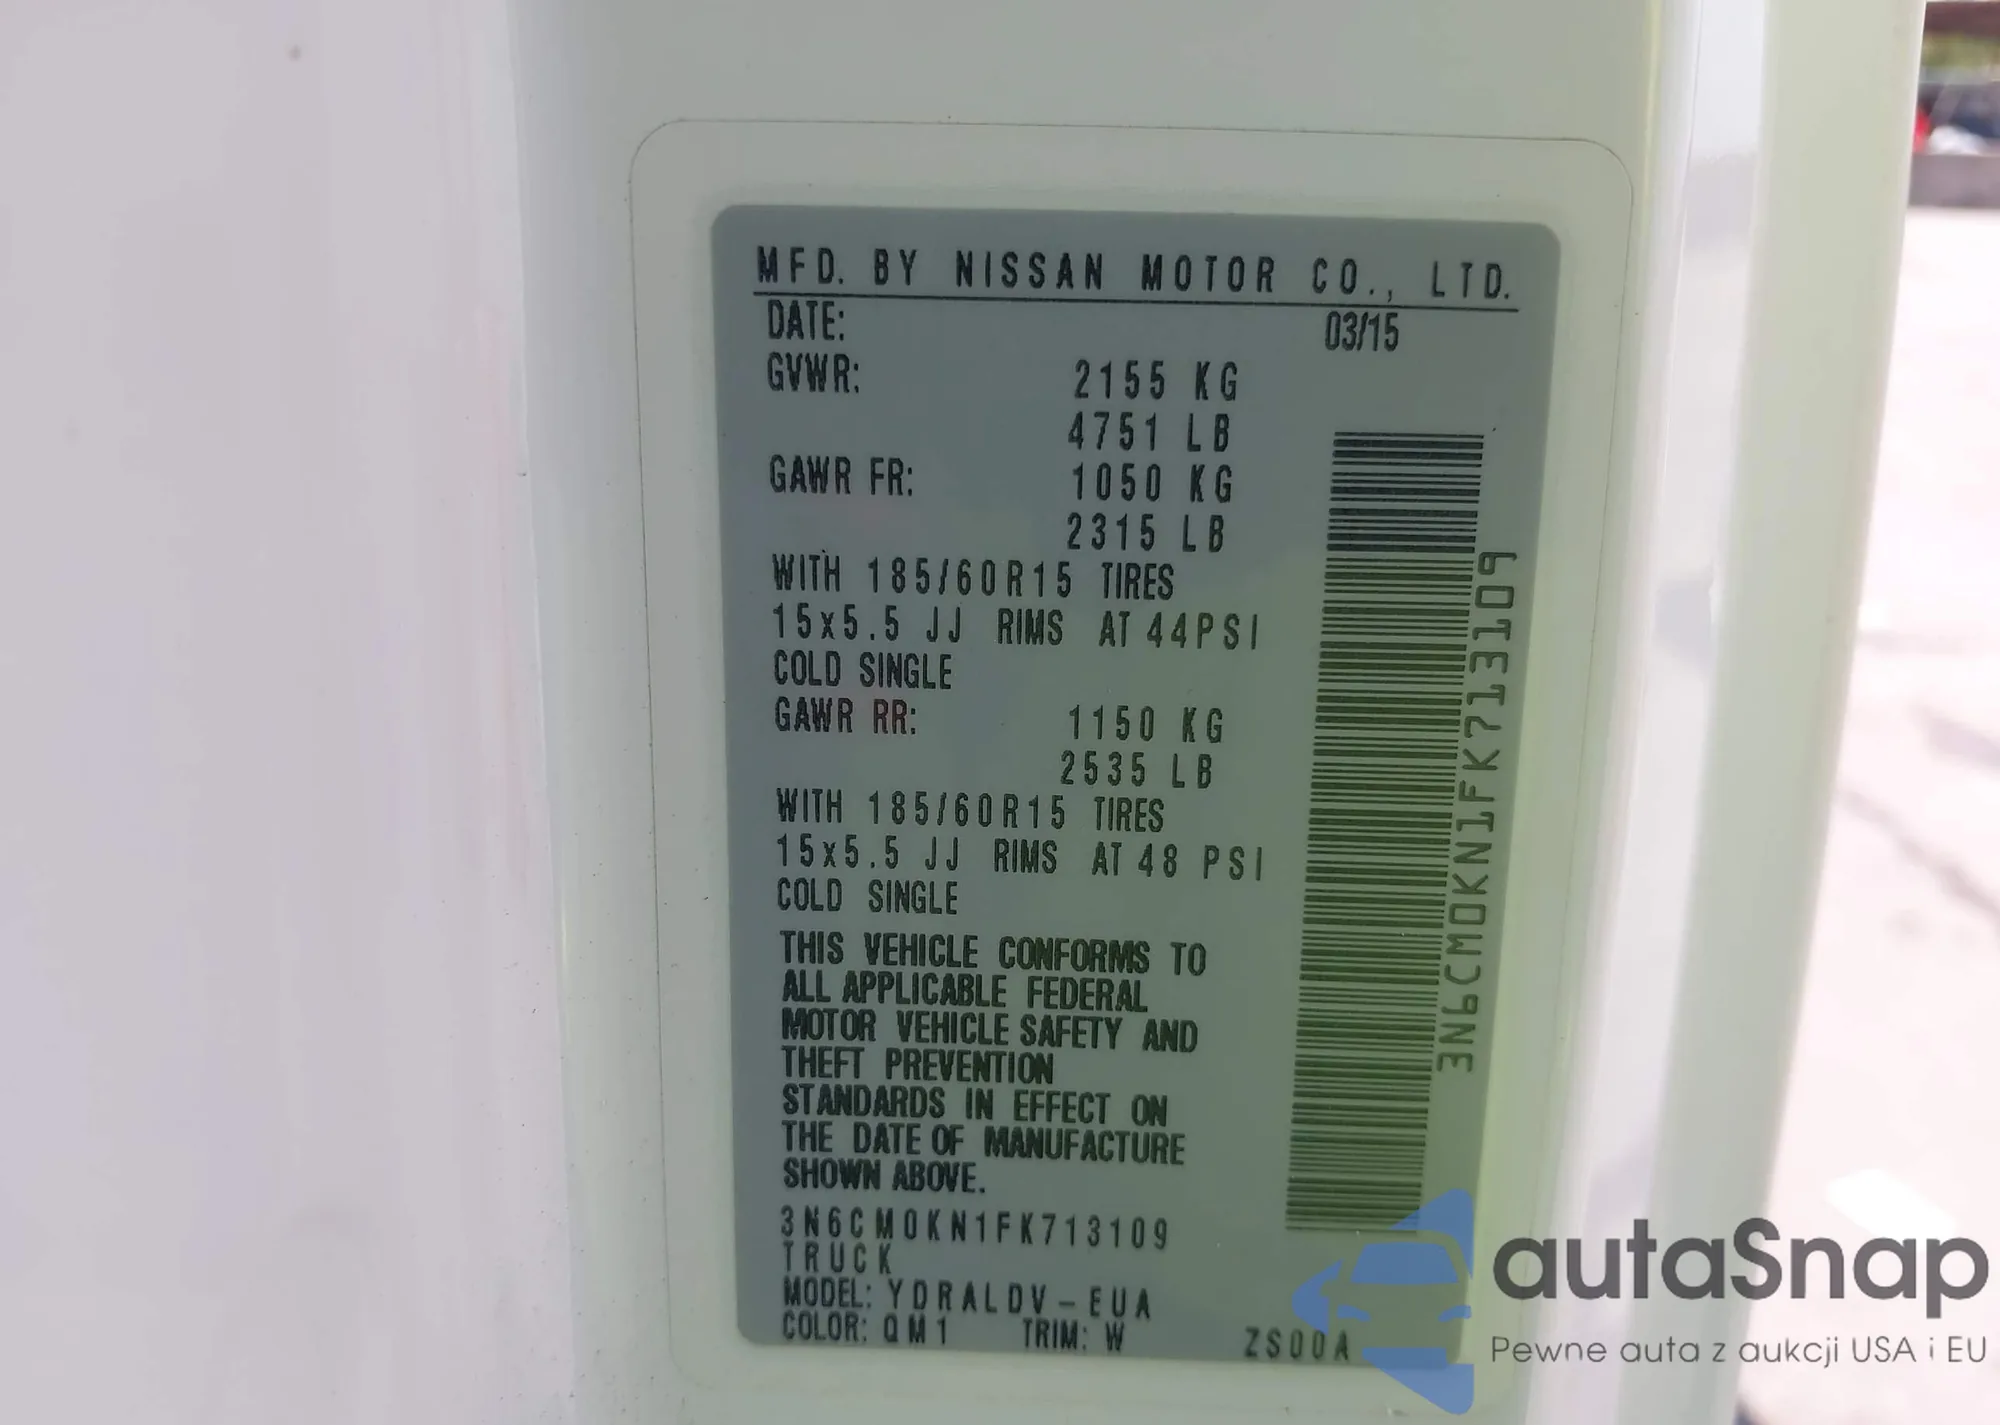 MFD. BY NISSAN MOTOR CO., LTD.
DATE: 03/15
GVWR: 2155 KG
4751 LB
GAWR FR: 1050 KG
2315 LB
WITH 185/60R15 TIRES
15x5.5 JJ RIMS AT 44PSI
COLD SINGLE
GAWR RR: 1150 KG
2535 LB
WITH 185/60R15 TIRES
15x5.5 JJ RIMS AT 48 PSI
COLD SINGLE
THIS VEHICLE CONFORMS TO
ALL APPLICABLE FEDERAL
MOTOR VEHICLE SAFETY AND
THEFT PREVENTION
STANDARDS IN EFFECT ON
THE DATE OF MANUFACTURE
SHOWN ABOVE.
3N6CM0KN1FK713109
TRUCK
MODEL: YDRALDV-EUA
COLOR: QM1 TRIM: W ZS00A
3N6CM0KN1FK713109
autaSnap
Pewne auta z aukcji USA i EU